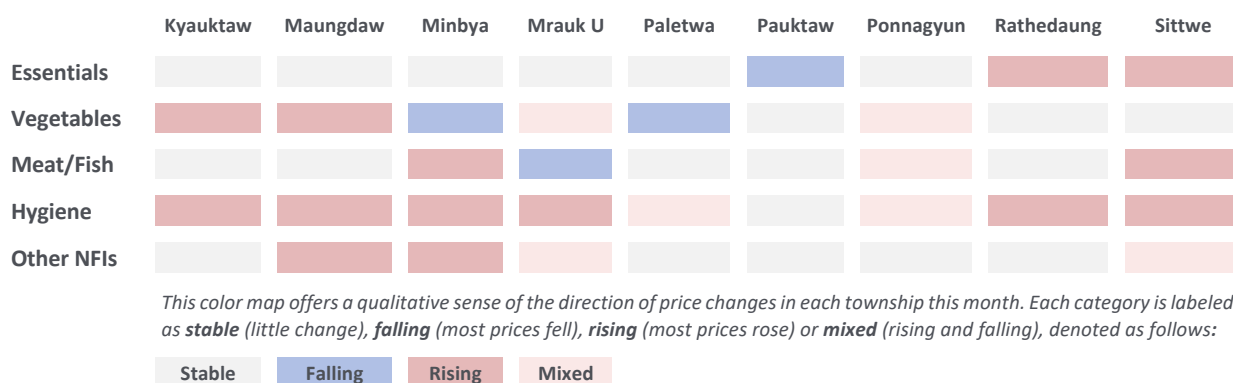 Kyauktaw Maungdaw Minbya Mrauk U Paletwa Pauktaw Ponnagyun Rathedaung Sittwe
Essentials
Vegetables
Meat/Fish
Hygiene
Other NFIs
This color map offers a qualitative sense of the direction of price changes in each township this month. Each category is labeled
as stable (little change), falling (most prices fell), rising (most prices rose) or mixed (rising and falling), denoted as follows:
Stable Falling Rising Mixed